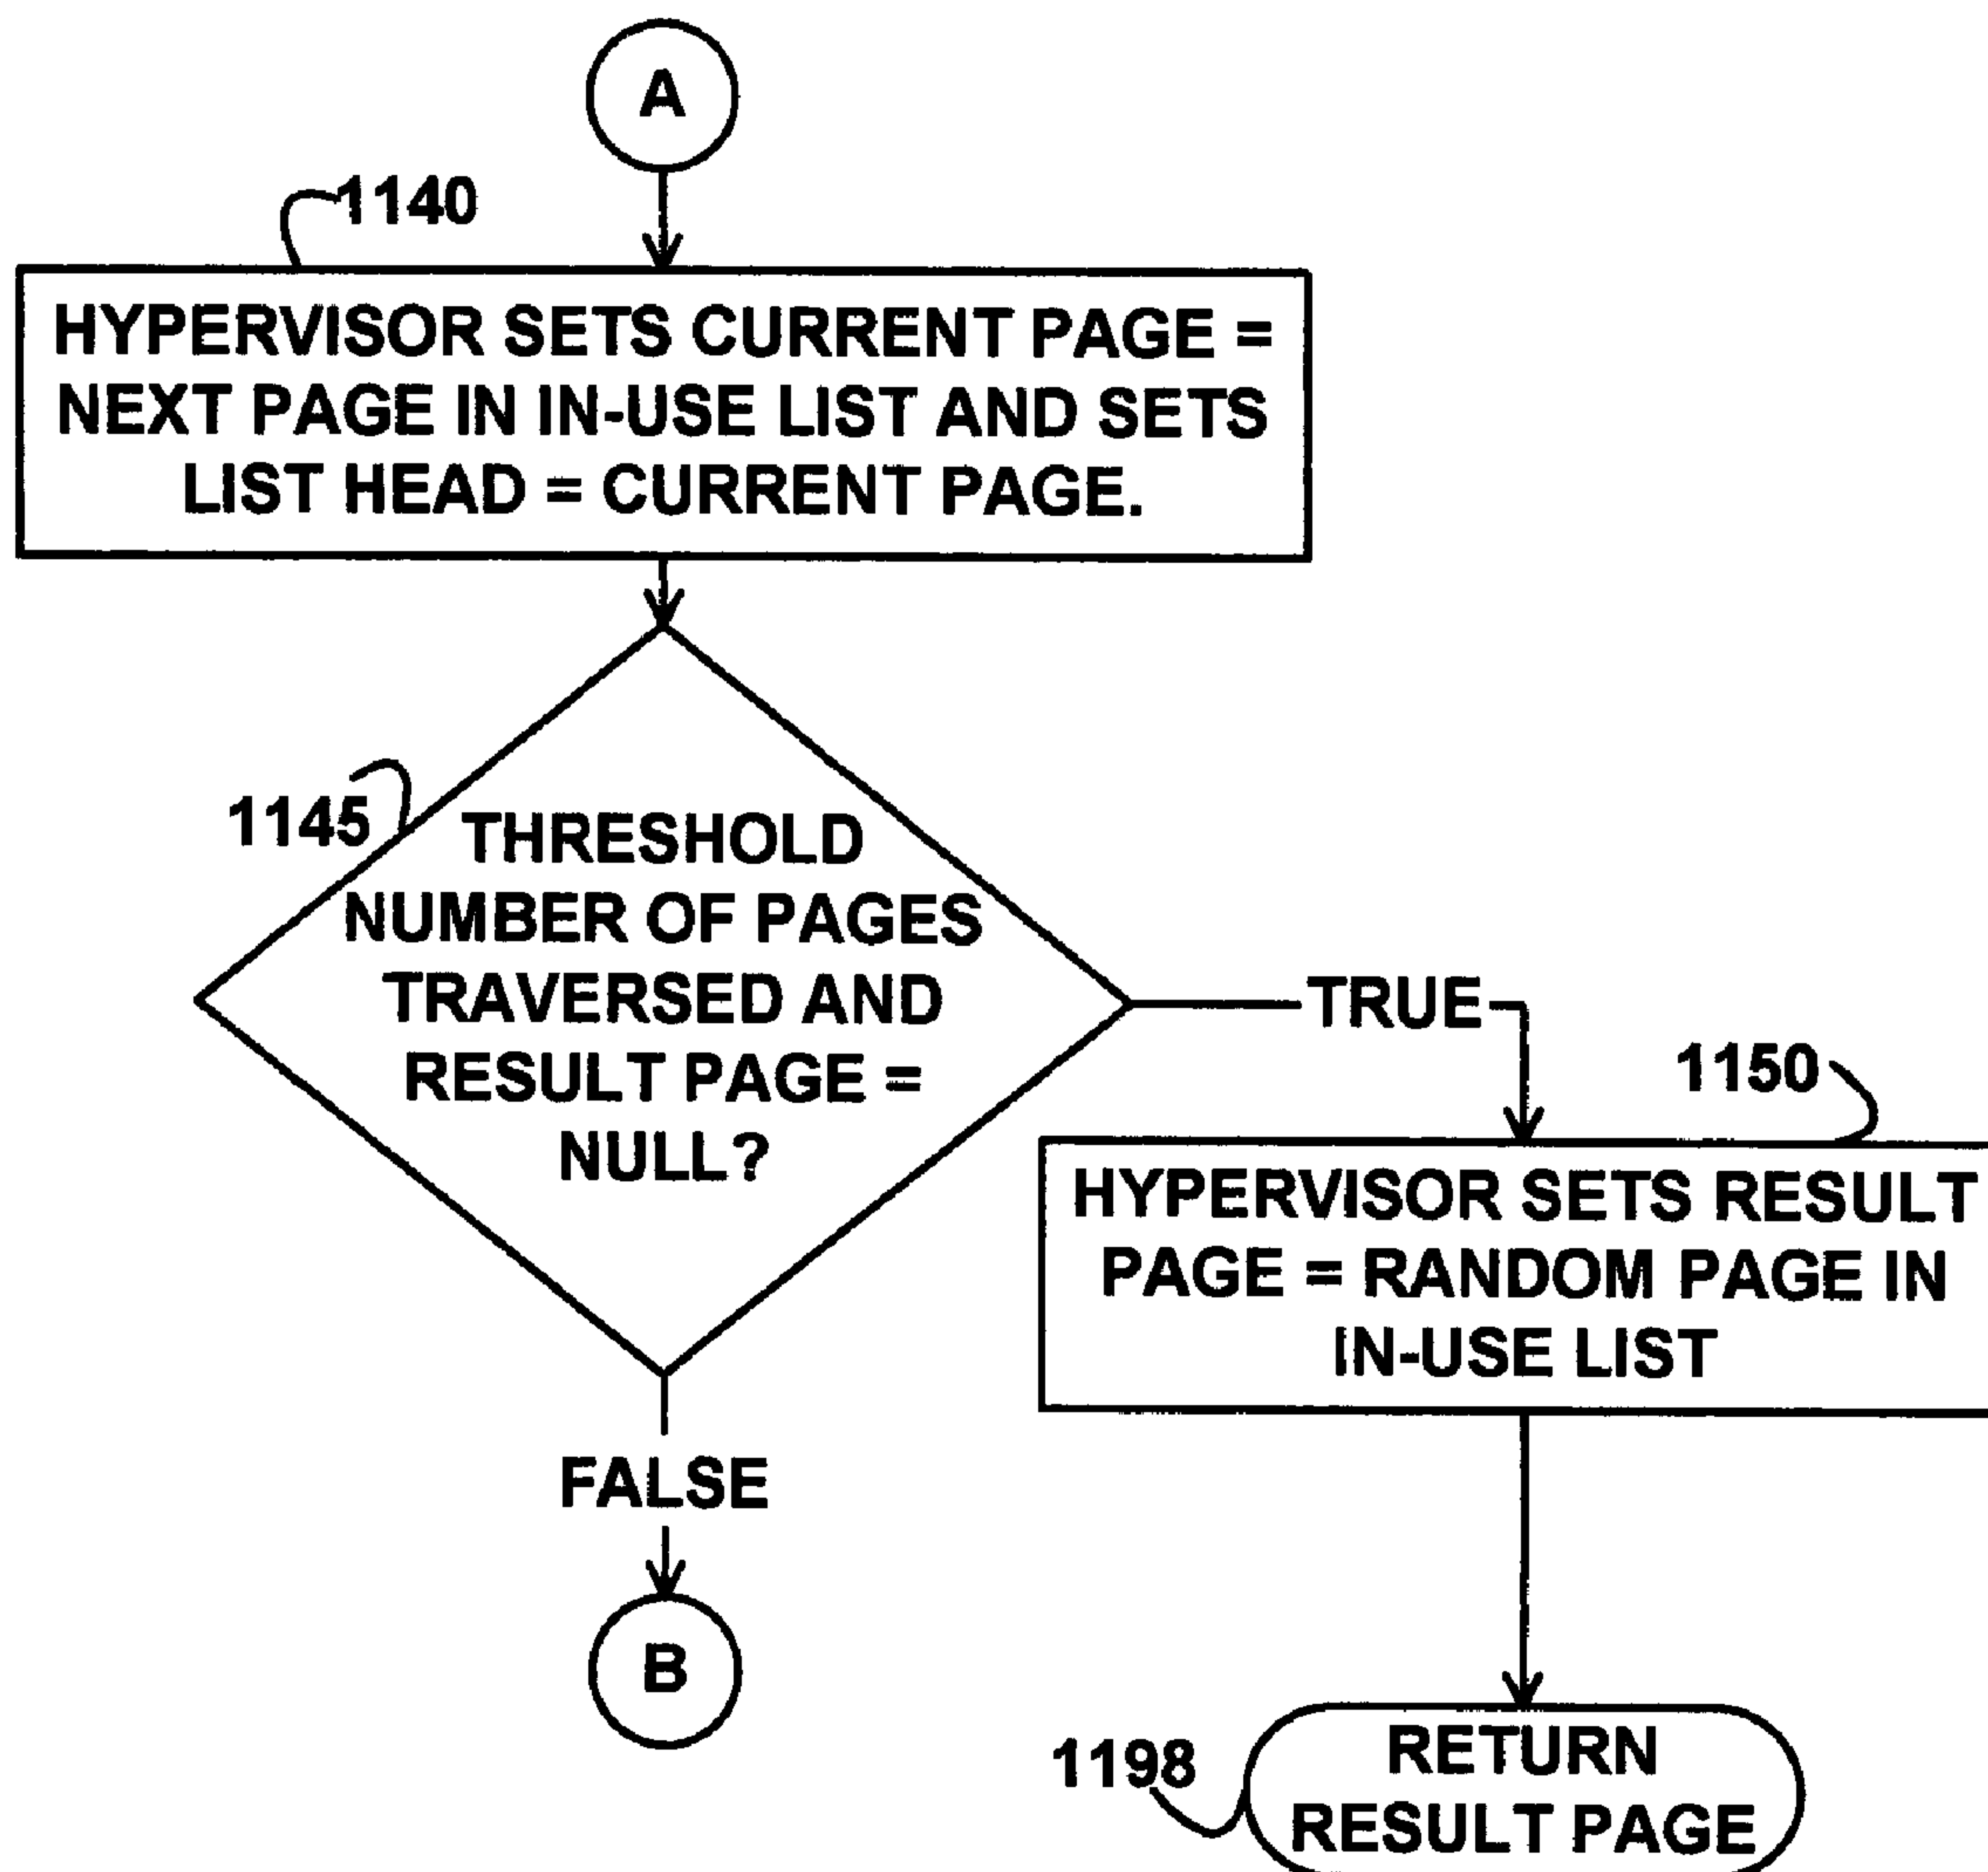 A
1140
HYPERVISOR SETS CURRENT PAGE =
NEXT PAGE IN IN-USE LIST AND SETS
LIST HEAD = CURRENT PAGE.
1145
THRESHOLD
NUMBER OF PAGES
TRAVERSED AND
RESULT PAGE =
NULL?
TRUE
1150
HYPERVISOR SETS RESULT
PAGE = RANDOM PAGE IN
IN-USE LIST
FALSE
B
1198
RETURN
RESULT PAGE